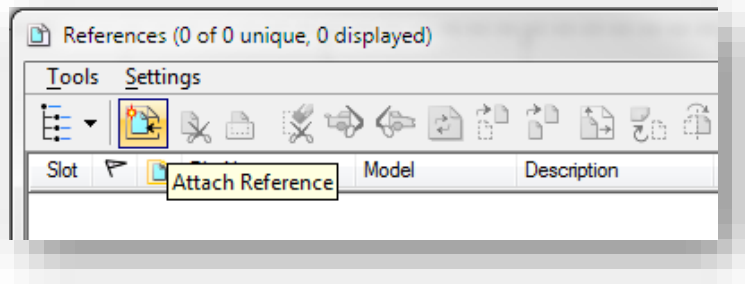 References (0 of 0 unique, 0 displayed)
Tools Settings
Slot Model Description
Attach Reference